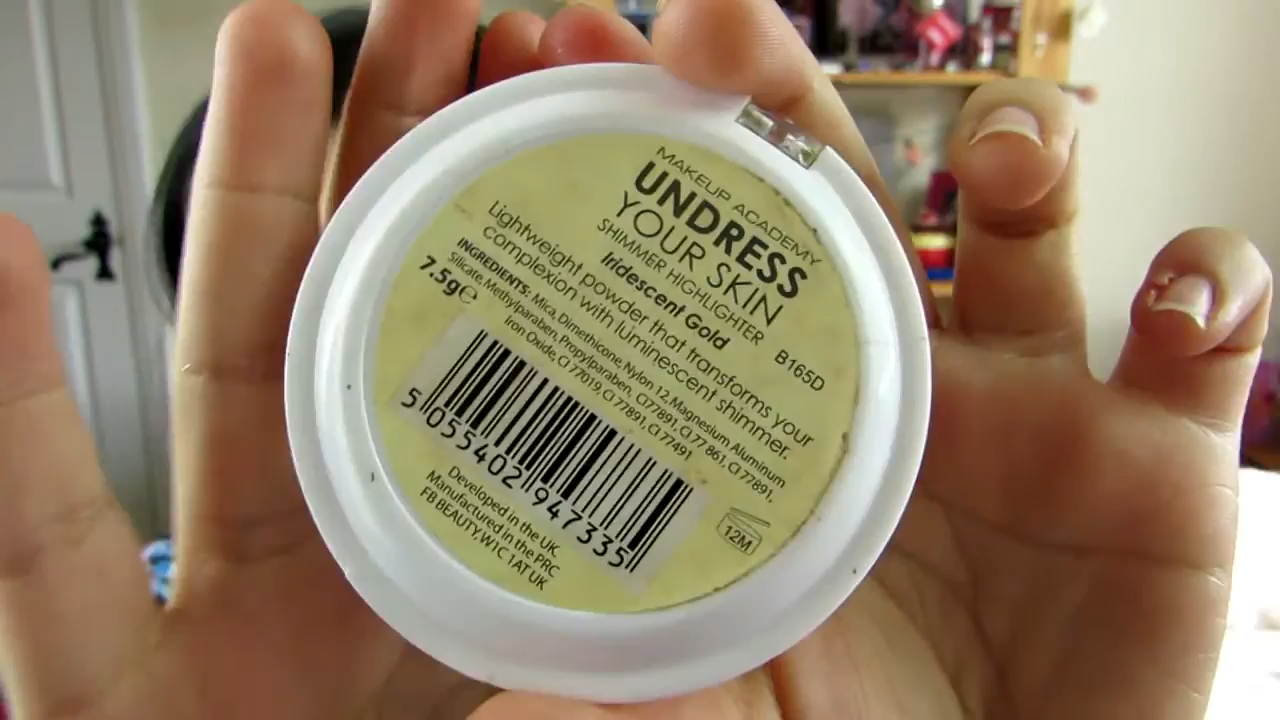 MAKEUP ACADEMY
UNDRESS
YOUR SKIN
SHIMMER HIGHLIGHTER
Iridescent Gold
B165D
Lightweight powder that transforms your
complexion with luminescent shimmer.
INGREDIENTS: Mica, Dimethicone, Nylon 12, Magnesium Aluminum
Silicate, Methylparaben, Propylparaben, CI77891, CI 77 861, CI 77891,
Iron Oxide, CI 77019, CI 77891, CI 77491
7.5g℮
5 055402 947335
12M
Developed in the UK.
Manufactured in the PRC
FB BEAUTY, W1C 1AT UK